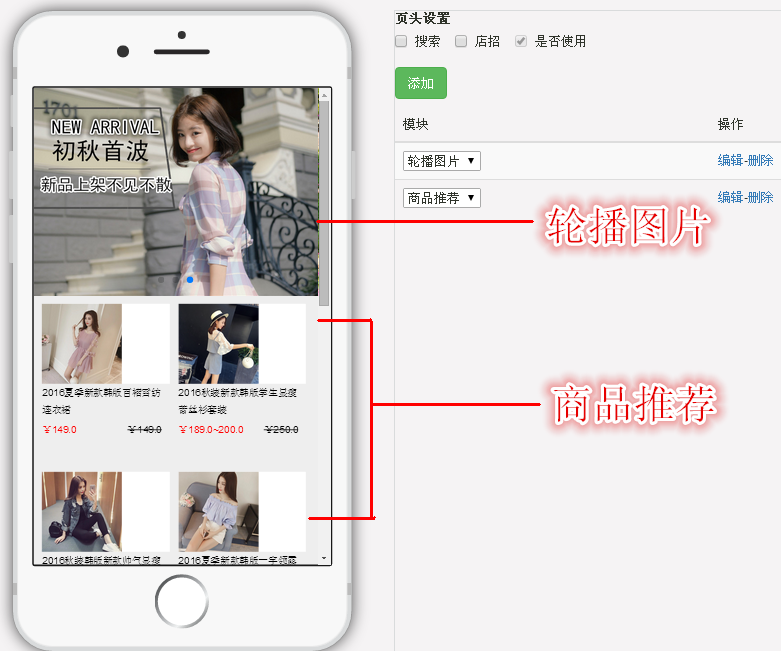 页头设置
搜索 店招 是否使用
添加
模块 操作
轮播图片 编辑-删除
商品推荐 编辑-删除
轮播图片
商品推荐
1701
NEW ARRIVAL
初秋首波
新品上架不见不散
2016夏季新款韩版百褶雪纺
连衣裙
￥149.0 ￥149.0
2016秋装新款韩版学生显瘦
蕾丝衫套装
￥189.0~200.0 ￥250.0
2016秋装韩版新款帅气显瘦
2016夏季新款韩版一字领露